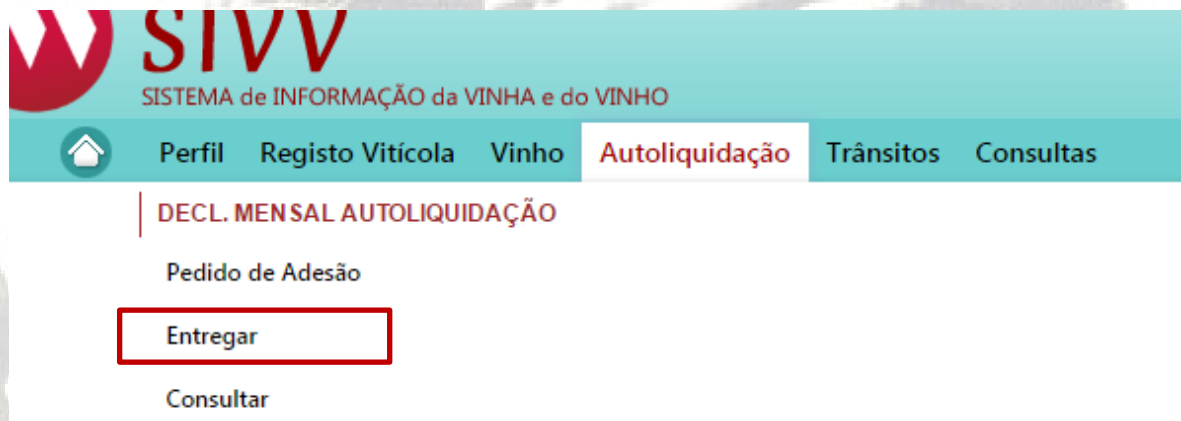 SIVV
SISTEMA de INFORMAÇÃO da VINHA e do VINHO
Perfil Registo Vitícola Vinho Autoliquidação Trânsitos Consultas
DECL. MENSAL AUTOLIQUIDAÇÃO
Pedido de Adesão
Entregar
Consultar